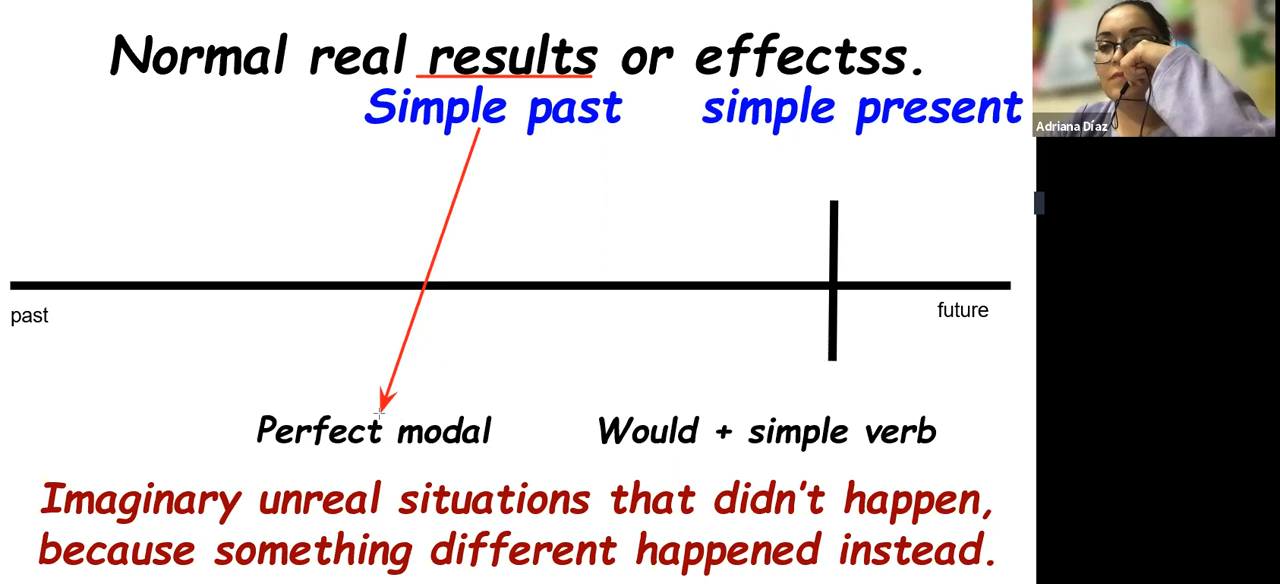 Normal real results or effectss.
Simple past simple present
Adriana Díaz
past future
Perfect modal Would + simple verb
Imaginary unreal situations that didn't happen,
because something different happened instead.